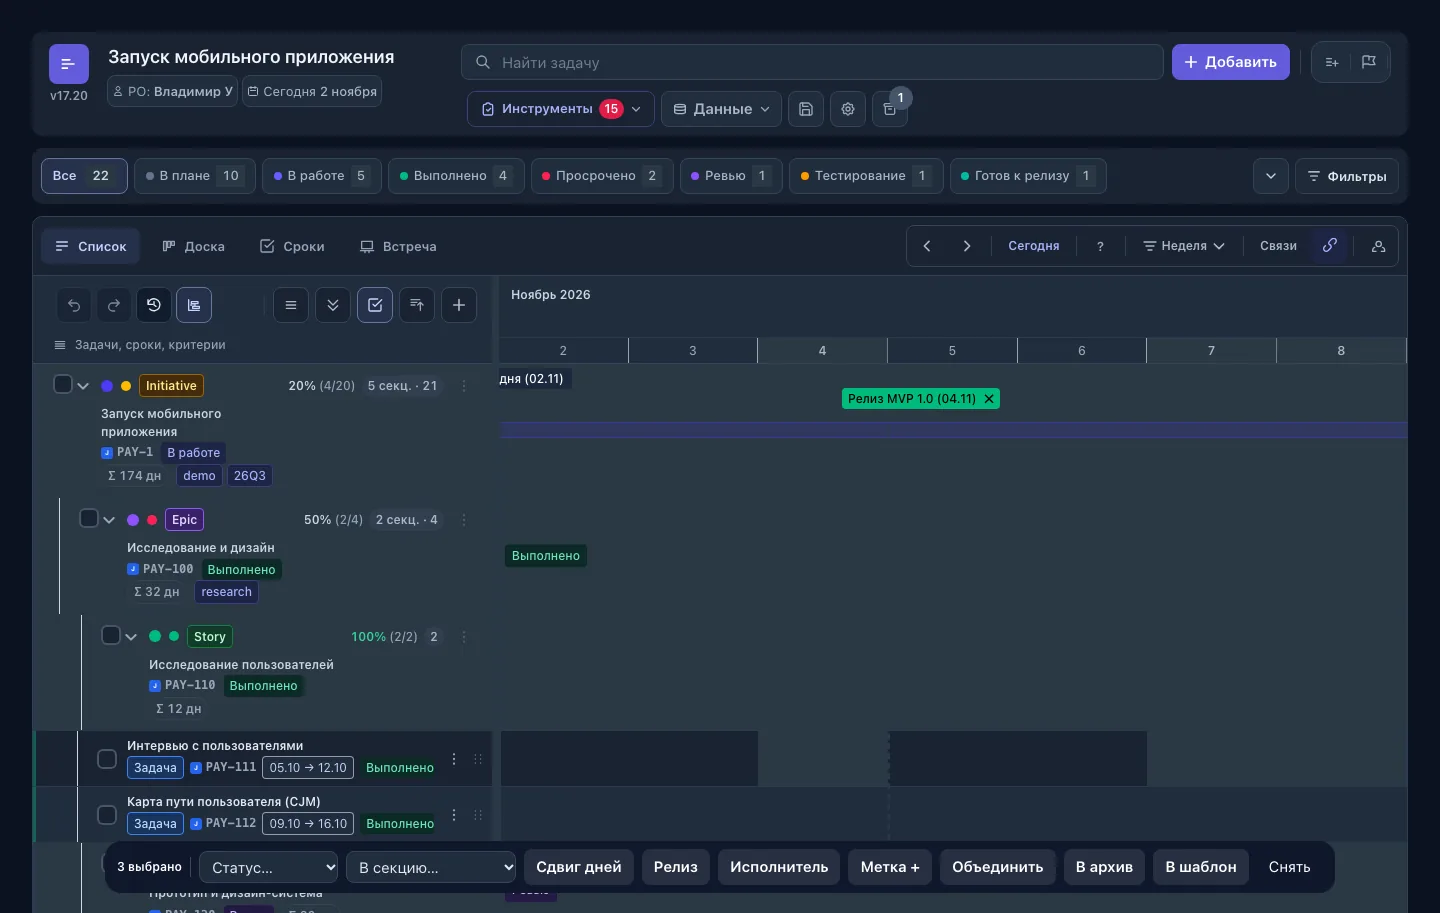 Запуск мобильного приложения
v17.20
PO: Владимир У
Сегодня 2 ноября
Найти задачу
Добавить
Инструменты 15
Данные
1
Все 22
В плане 10
В работе 5
Выполнено 4
Просрочено 2
Ревью 1
Тестирование 1
Готов к релизу 1
Фильтры
Список
Доска
Сроки
Встреча
Сегодня
?
Неделя
Связи
Задачи, сроки, критерии
Ноябрь 2026
2 3 4 5 6 7 8
дня (02.11)
Релиз MVP 1.0 (04.11) ✕
Initiative
20% (4/20) 5 секц. · 21
Запуск мобильного
приложения
PAY-1 В работе
Σ 174 дн demo 26Q3
Epic
50% (2/4) 2 секц. · 4
Исследование и дизайн
PAY-100 Выполнено
Σ 32 дн research
Выполнено
Story
100% (2/2) 2
Исследование пользователей
PAY-110 Выполнено
Σ 12 дн
Интервью с пользователями
Задача PAY-111 05.10 → 12.10 Выполнено
Карта пути пользователя (CJM)
Задача PAY-112 09.10 → 16.10 Выполнено
3 выбрано
Статус...
В секцию...
Сдвиг дней
Релиз
Исполнитель
Метка +
Объединить
В архив
В шаблон
Снять
Прототип и дизайн-система